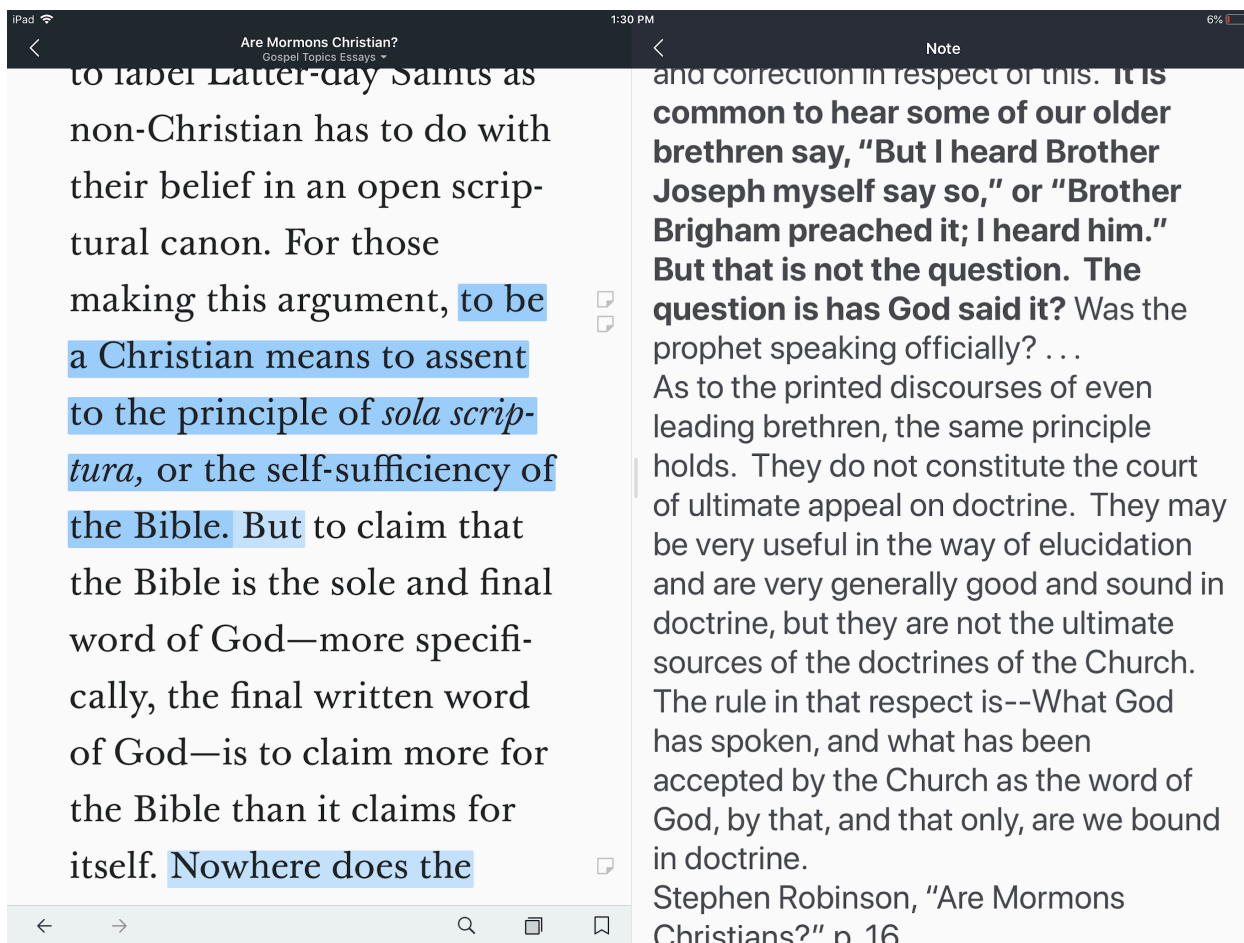 iPad
1:30 PM
6%
Are Mormons Christian?
Gospel Topics Essays
to label Latter-day Saints as
non-Christian has to do with
their belief in an open scrip-
tural canon. For those
making this argument, to be
a Christian means to assent
to the principle of sola scrip-
tura, or the self-sufficiency of
the Bible. But to claim that
the Bible is the sole and final
word of God—more specifi-
cally, the final written word
of God—is to claim more for
the Bible than it claims for
itself. Nowhere does the
Note
and correction in respect of this.  It is
common to hear some of our older
brethren say, “But I heard Brother
Joseph myself say so,” or “Brother
Brigham preached it; I heard him.”
But that is not the question.  The
question is has God said it? Was the
prophet speaking officially? . . .
As to the printed discourses of even
leading brethren, the same principle
holds.  They do not constitute the court
of ultimate appeal on doctrine.  They may
be very useful in the way of elucidation
and are very generally good and sound in
doctrine, but they are not the ultimate
sources of the doctrines of the Church.
The rule in that respect is--What God
has spoken, and what has been
accepted by the Church as the word of
God, by that, and that only, are we bound
in doctrine.
Stephen Robinson, “Are Mormons
Christians?” p. 16